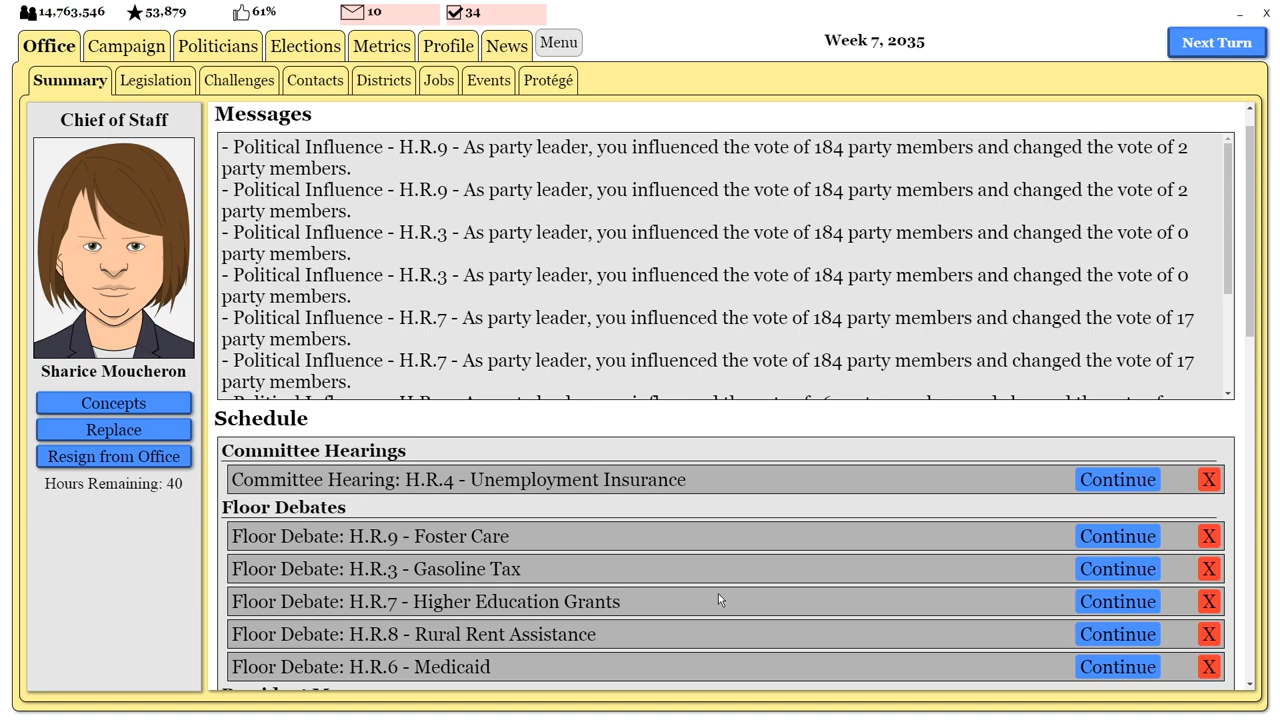 14,763,546 53,879 61% 10 34
_ X
Office Campaign Politicians Elections Metrics Profile News Menu Week 7, 2035 Next Turn
Summary Legislation Challenges Contacts Districts Jobs Events Protégé
Chief of Staff
Sharice Moucheron
Concepts
Replace
Resign from Office
Hours Remaining: 40
Messages
- Political Influence - H.R.9 - As party leader, you influenced the vote of 184 party members and changed the vote of 2
party members.
- Political Influence - H.R.9 - As party leader, you influenced the vote of 184 party members and changed the vote of 2
party members.
- Political Influence - H.R.3 - As party leader, you influenced the vote of 184 party members and changed the vote of 0
party members.
- Political Influence - H.R.3 - As party leader, you influenced the vote of 184 party members and changed the vote of 0
party members.
- Political Influence - H.R.7 - As party leader, you influenced the vote of 184 party members and changed the vote of 17
party members.
- Political Influence - H.R.7 - As party leader, you influenced the vote of 184 party members and changed the vote of 17
party members.
Schedule
Committee Hearings
Committee Hearing: H.R.4 - Unemployment Insurance Continue X
Floor Debates
Floor Debate: H.R.9 - Foster Care Continue X
Floor Debate: H.R.3 - Gasoline Tax Continue X
Floor Debate: H.R.7 - Higher Education Grants Continue X
Floor Debate: H.R.8 - Rural Rent Assistance Continue X
Floor Debate: H.R.6 - Medicaid Continue X